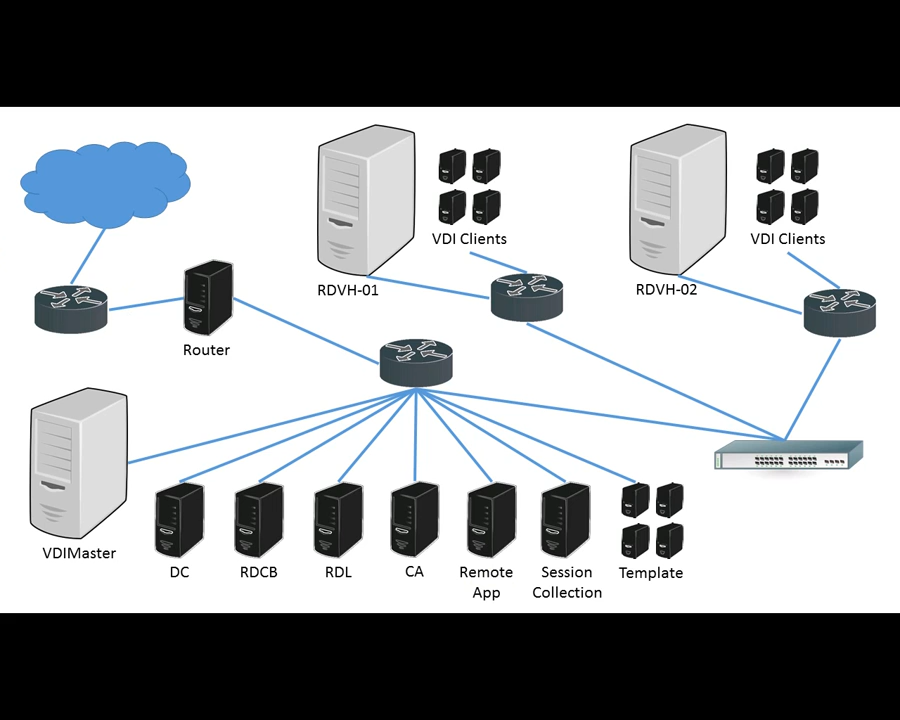 VDI Clients
VDI Clients
RDVH-01
RDVH-02
Router
VDIMaster
DC
RDCB
RDL
CA
Remote
App
Session
Collection
Template